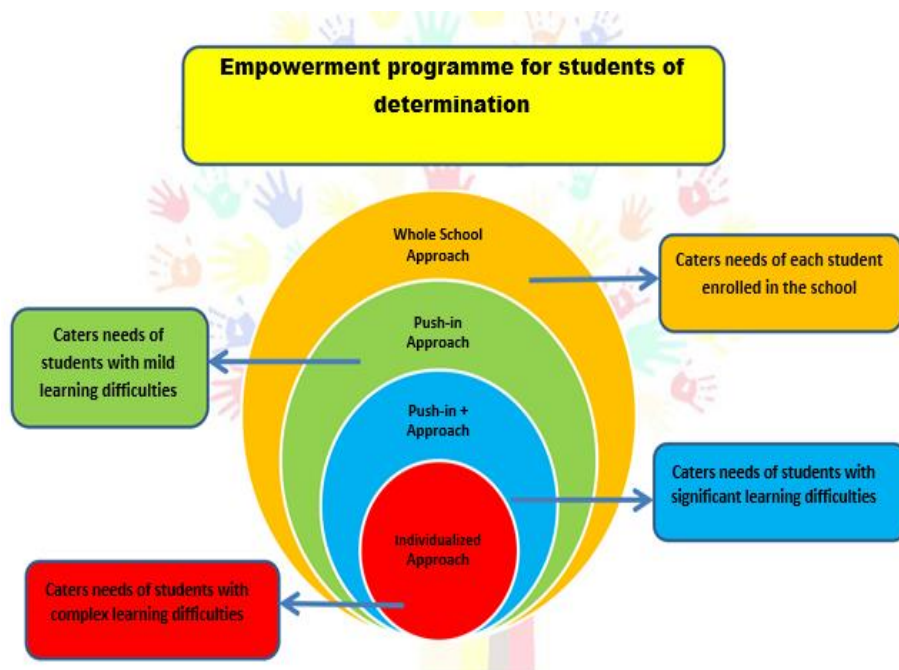 Empowerment programme for students of
determination
Whole School
Approach
Caters needs of each student
enrolled in the school
Push-in
Approach
Caters needs of
students with mild
learning difficulties
Push-in +
Approach
Caters needs of students with
significant learning difficulties
Individualized
Approach
Caters needs of students with
complex learning difficulties